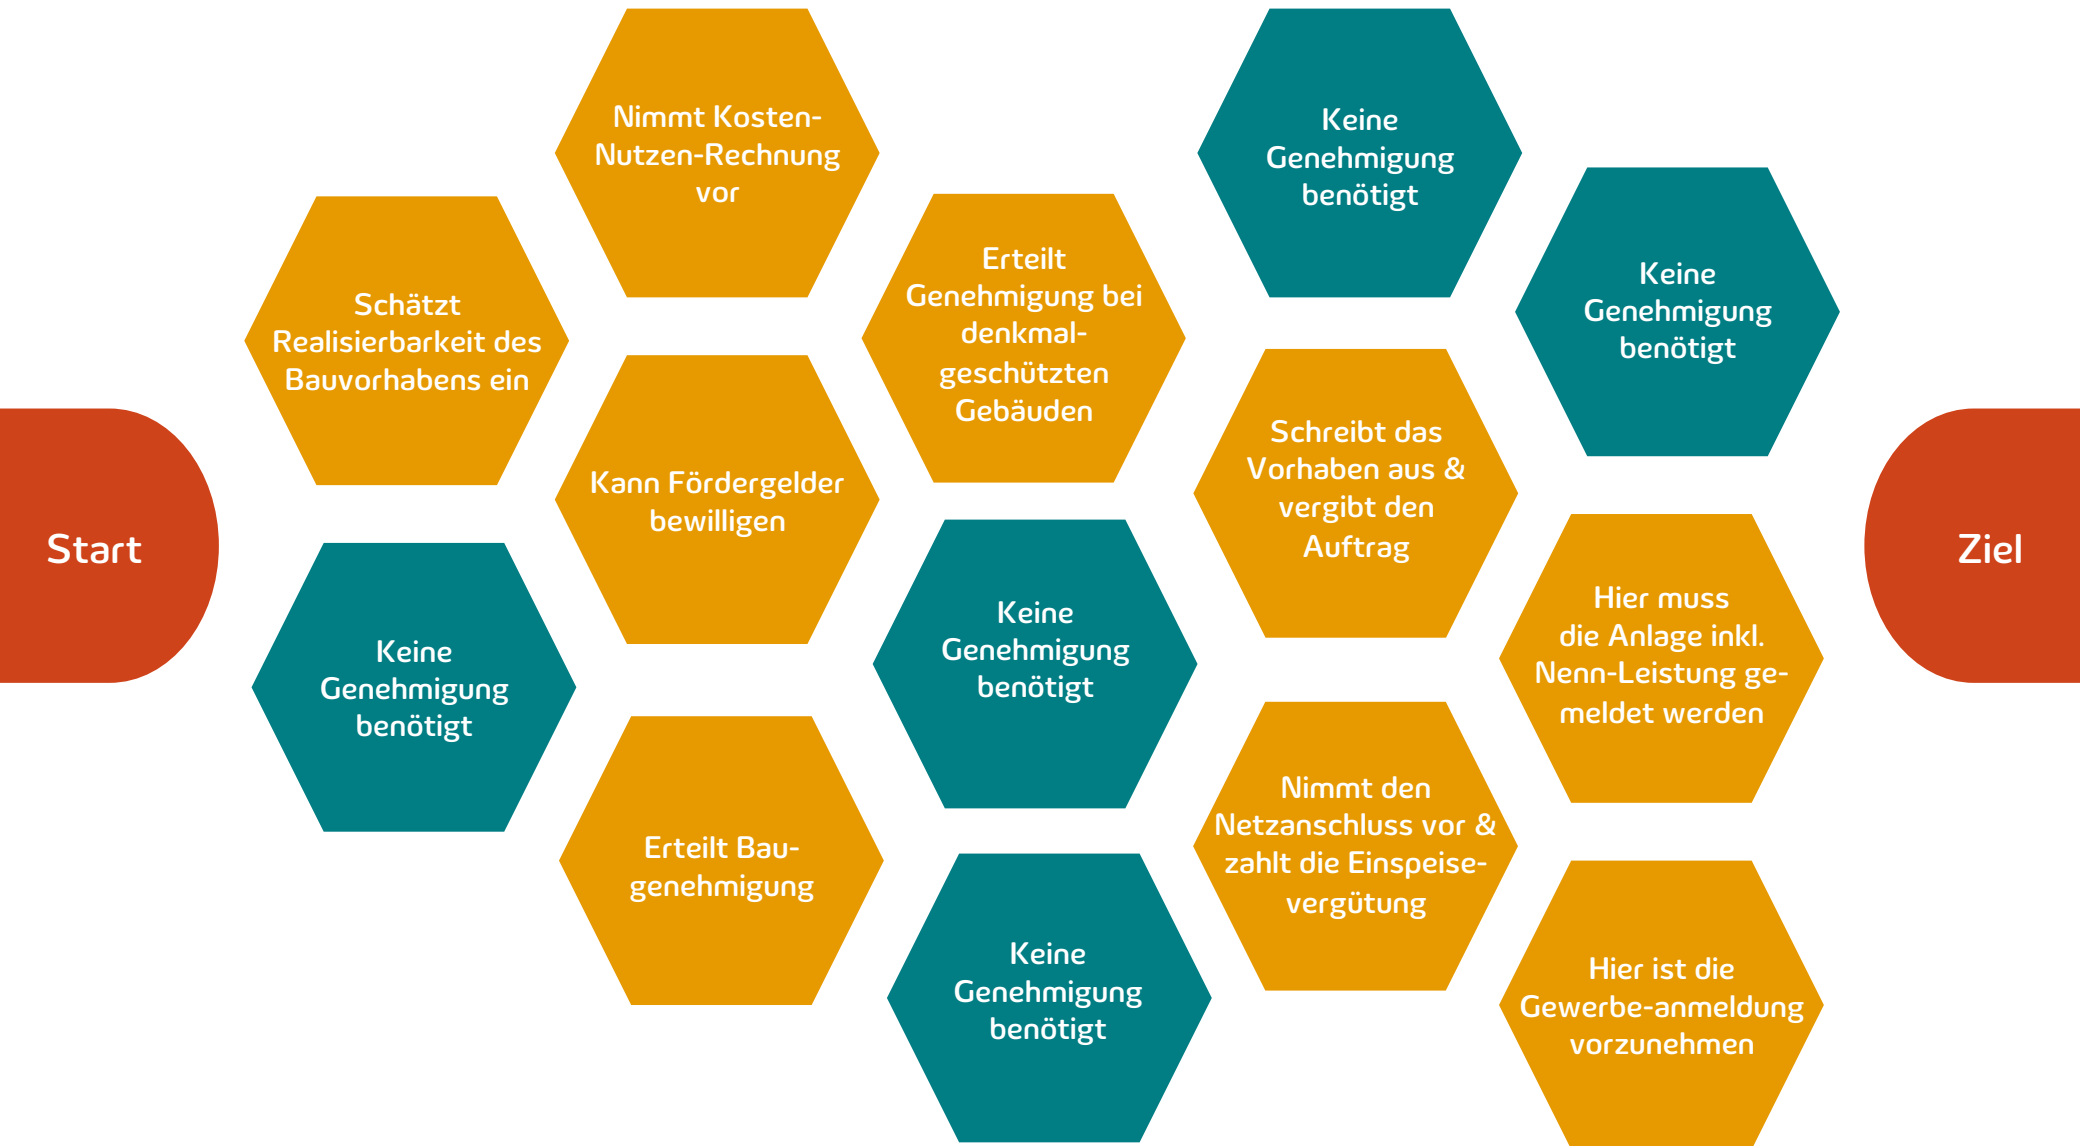 Start
Schätzt
Realisierbarkeit des
Bauvorhabens ein
Keine
Genehmigung
benötigt
Nimmt Kosten-
Nutzen-Rechnung
vor
Kann Fördergelder
bewilligen
Erteilt Bau-
genehmigung
Erteilt
Genehmigung bei
denkmal-
geschützten
Gebäuden
Keine
Genehmigung
benötigt
Keine
Genehmigung
benötigt
Keine
Genehmigung
benötigt
Schreibt das
Vorhaben aus &
vergibt den
Auftrag
Nimmt den
Netzanschluss vor &
zahlt die Einspeise-
vergütung
Keine
Genehmigung
benötigt
Hier muss
die Anlage inkl.
Nenn-Leistung ge-
meldet werden
Hier ist die
Gewerbe-anmeldung
vorzunehmen
Ziel